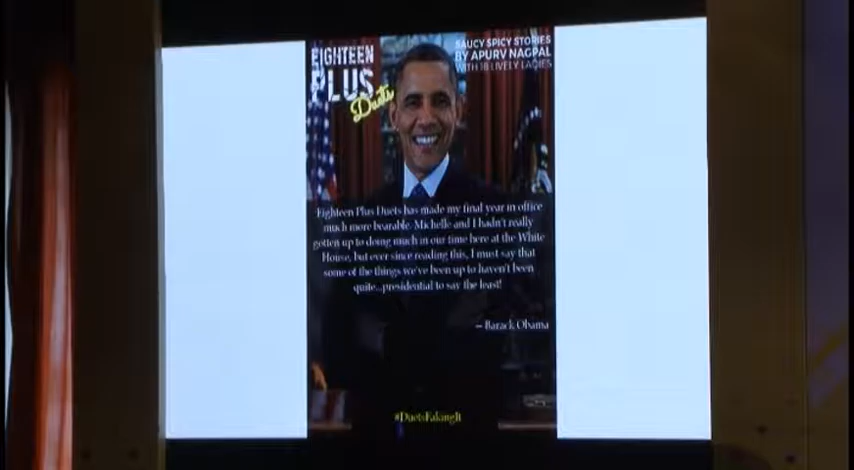 EIGHTEEN
PLUS
Duets
SAUCY SPICY STORIES
BY APURV NAGPAL
WITH 18 LIVELY LADIES
Eighteen Plus Duets has made my final year in office
much more bearable. Michelle and I hadn't really
gotten up to doing much in our time here at the White
House, but ever since reading this, I must say that
some of the things we've been up to haven't been
quite...presidential to say the least!
– Barack Obama
#DuetsFakingIt